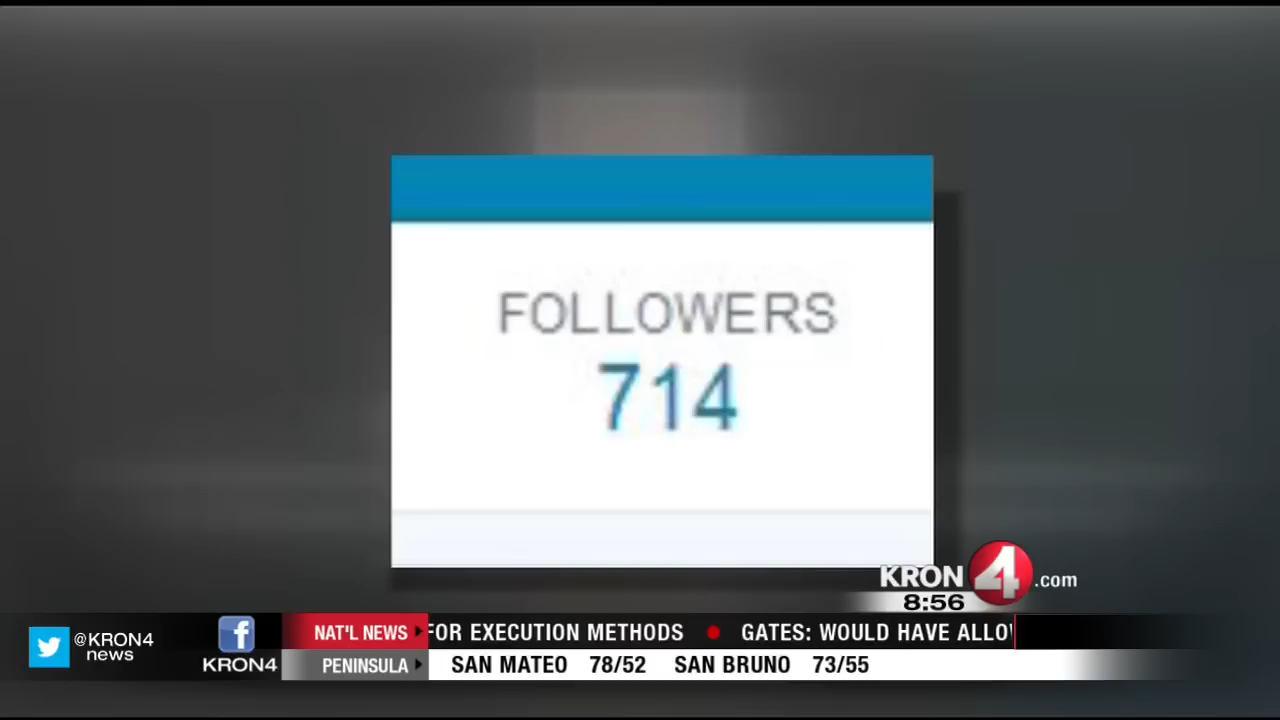 FOLLOWERS
714
KRON 4 .com
8:56
@KRON4
news
f
KRON4
NAT'L NEWS
FOR EXECUTION METHODS GATES: WOULD HAVE ALLO
PENINSULA
SAN MATEO 78/52 SAN BRUNO 73/55